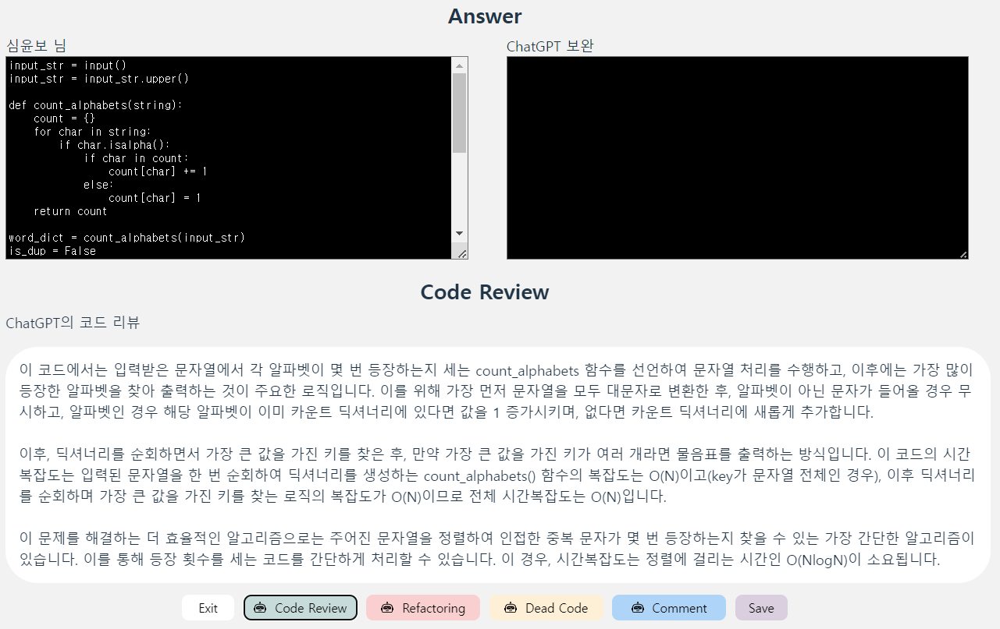 Answer
심윤보 님
ChatGPT 보완
input_str = input()
input_str = input_str.upper()
def count_alphabets(string):
    count = {}
    for char in string:
        if char.isalpha():
            if char in count:
                count[char] += 1
            else:
                count[char] = 1
    return count
word_dict = count_alphabets(input_str)
is_dup = False
Code Review
ChatGPT의 코드 리뷰
이 코드에서는 입력받은 문자열에서 각 알파벳이 몇 번 등장하는지 세는 count_alphabets 함수를 선언하여 문자열 처리를 수행하고, 이후에는 가장 많이
등장한 알파벳을 찾아 출력하는 것이 주요한 로직입니다. 이를 위해 가장 먼저 문자열을 모두 대문자로 변환한 후, 알파벳이 아닌 문자가 들어올 경우 무
시하고, 알파벳인 경우 해당 알파벳이 이미 카운트 딕셔너리에 있다면 값을 1 증가시키며, 없다면 카운트 딕셔너리에 새롭게 추가합니다.
이후, 딕셔너리를 순회하면서 가장 큰 값을 가진 키를 찾은 후, 만약 가장 큰 값을 가진 키가 여러 개라면 물음표를 출력하는 방식입니다. 이 코드의 시간
복잡도는 입력된 문자열을 한 번 순회하여 딕셔너리를 생성하는 count_alphabets() 함수의 복잡도는 O(N)이고(key가 문자열 전체인 경우), 이후 딕셔너리
를 순회하며 가장 큰 값을 가진 키를 찾는 로직의 복잡도가 O(N)이므로 전체 시간복잡도는 O(N)입니다.
이 문제를 해결하는 더 효율적인 알고리즘으로는 주어진 문자열을 정렬하여 인접한 중복 문자가 몇 번 등장하는지 찾을 수 있는 가장 간단한 알고리즘이
있습니다. 이를 통해 등장 횟수를 세는 코드를 간단하게 처리할 수 있습니다. 이 경우, 시간복잡도는 정렬에 걸리는 시간인 O(NlogN)이 소요됩니다.
Exit
Code Review
Refactoring
Dead Code
Comment
Save